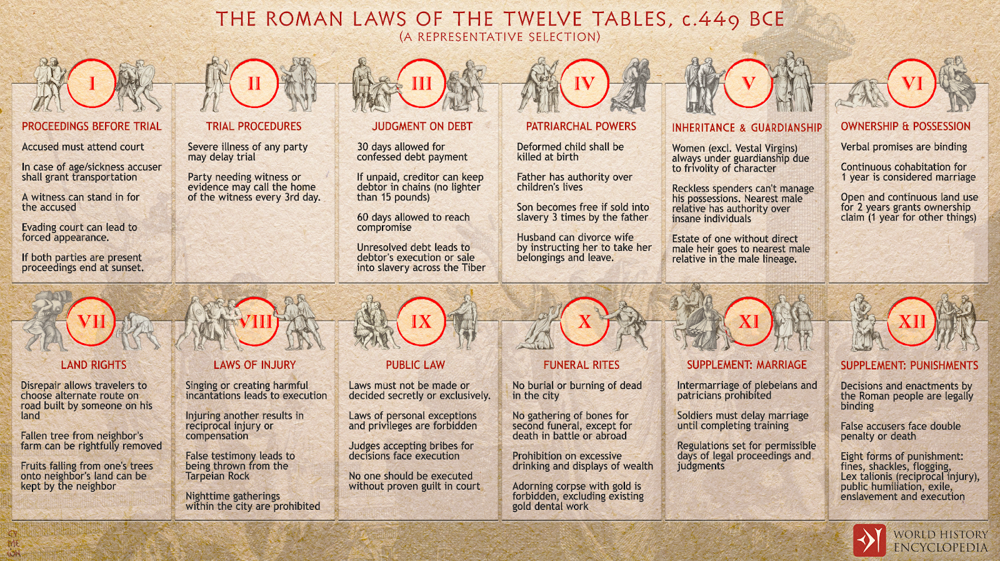 THE ROMAN LAWS OF THE TWELVE TABLES, c.449 BCE
(A REPRESENTATIVE SELECTION)
I
PROCEEDINGS BEFORE TRIAL
Accused must attend court
In case of age/sickness accuser
shall grant transportation
A witness can stand in for
the accused
Evading court can lead to
forced appearance.
If both parties are present
proceedings end at sunset.
II
TRIAL PROCEDURES
Severe illness of any party
may delay trial
Party needing witness or
evidence may call the home
of the witness every 3rd day.
III
JUDGMENT ON DEBT
30 days allowed for
confessed debt payment
If unpaid, creditor can keep
debtor in chains (no lighter
than 15 pounds)
60 days allowed to reach
compromise
Unresolved debt leads to
debtor's execution or sale
into slavery across the Tiber
IV
PATRIARCHAL POWERS
Deformed child shall be
killed at birth
Father has authority over
children's lives
Son becomes free if sold into
slavery 3 times by the father
Husband can divorce wife
by instructing her to take her
belongings and leave.
V
INHERITANCE & GUARDIANSHIP
Women (excl. Vestal Virgins)
always under guardianship due
to frivolity of character
Reckless spenders can't manage
his possessions. Nearest male
relative has authority over
insane individuals
Estate of one without direct
male heir goes to nearest male
relative in the male lineage.
VI
OWNERSHIP & POSSESSION
Verbal promises are binding
Continuous cohabitation for
1 year is considered marriage
Open and continuous land use
for 2 years grants ownership
claim (1 year for other things)
VII
LAND RIGHTS
Disrepair allows travelers to
choose alternate route on
road built by someone on his
land
Fallen tree from neighbor's
farm can be rightfully removed
Fruits falling from one's trees
onto neighbor's land can be
kept by the neighbor
VIII
LAWS OF INJURY
Singing or creating harmful
incantations leads to execution
Injuring another results in
reciprocal injury or
compensation
False testimony leads to
being thrown from the
Tarpeian Rock
Nighttime gatherings
within the city are prohibited
IX
PUBLIC LAW
Laws must not be made or
decided secretly or exclusively.
Laws of personal exceptions
and privileges are forbidden
Judges accepting bribes for
decisions face execution
No one should be executed
without proven guilt in court
X
FUNERAL RITES
No burial or burning of dead
in the city
No gathering of bones for
second funeral, except for
death in battle or abroad
Prohibition on excessive
drinking and displays of wealth
Adorning corpse with gold is
forbidden, excluding existing
gold dental work
XI
SUPPLEMENT: MARRIAGE
Intermarriage of plebeians and
patricians prohibited
Soldiers must delay marriage
until completing training
Regulations set for permissible
days of legal proceedings and
judgments
XII
SUPPLEMENT: PUNISHMENTS
Decisions and enactments by
the Roman people are legally
binding
False accusers face double
penalty or death
Eight forms of punishment:
fines, shackles, flogging,
Lex talionis (reciprocal injury),
public humiliation, exile,
enslavement and execution
WORLD HISTORY
ENCYCLOPEDIA